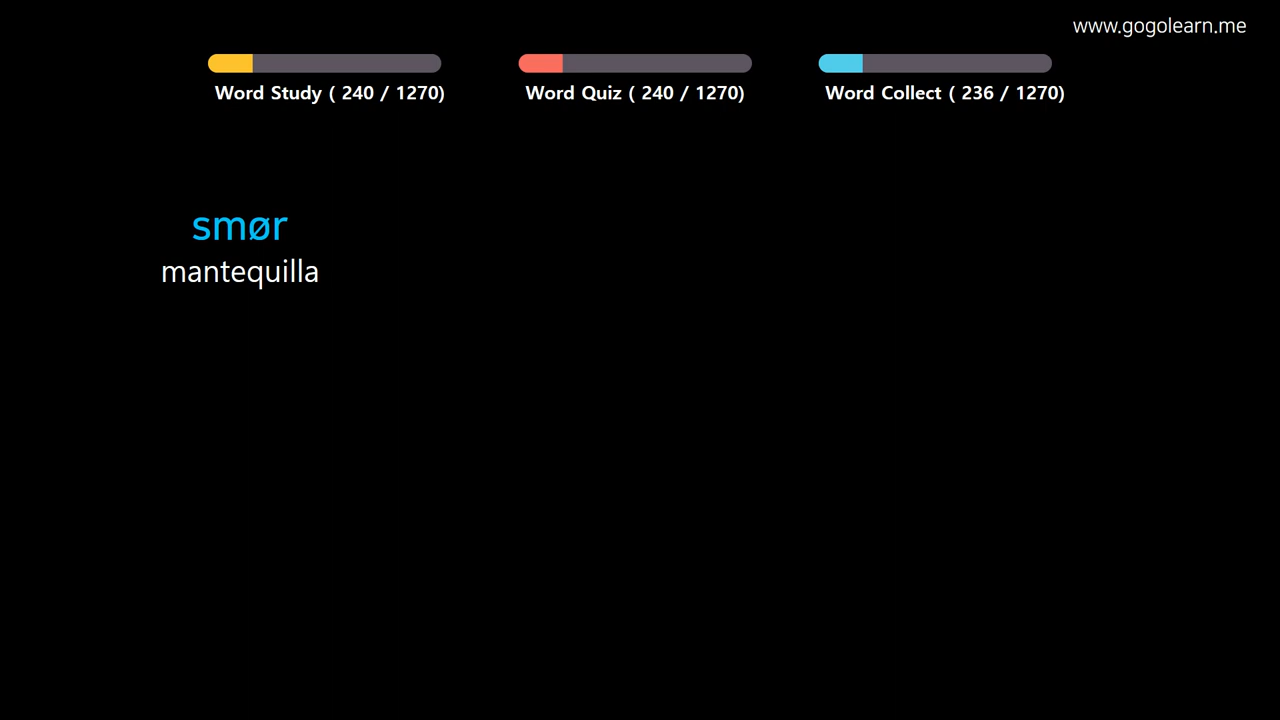 www.gogolearn.me
Word Study ( 240 / 1270)
Word Quiz ( 240 / 1270)
Word Collect ( 236 / 1270)
smør
mantequilla